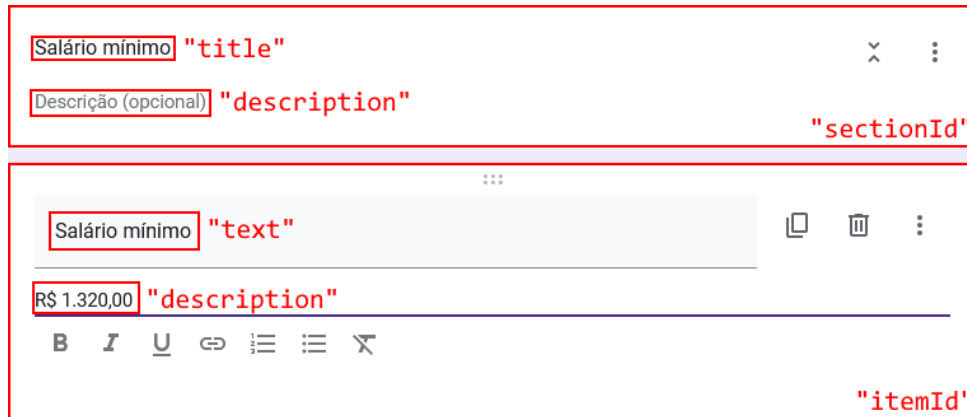 Salário mínimo "title"
Descrição (opcional) "description"
"sectionId"
Salário mínimo "text"
R$ 1.320,00 "description"
B I U
"itemId"